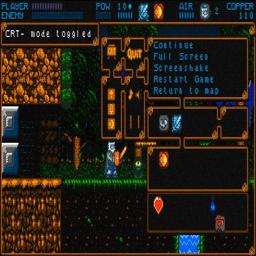 PLAYER POW 10 AIR COPPER
ENEMY 2 110
CRT- mode toggled
QUIT
Continue
Full Screen
Screenshake
Restart Game
Return to map